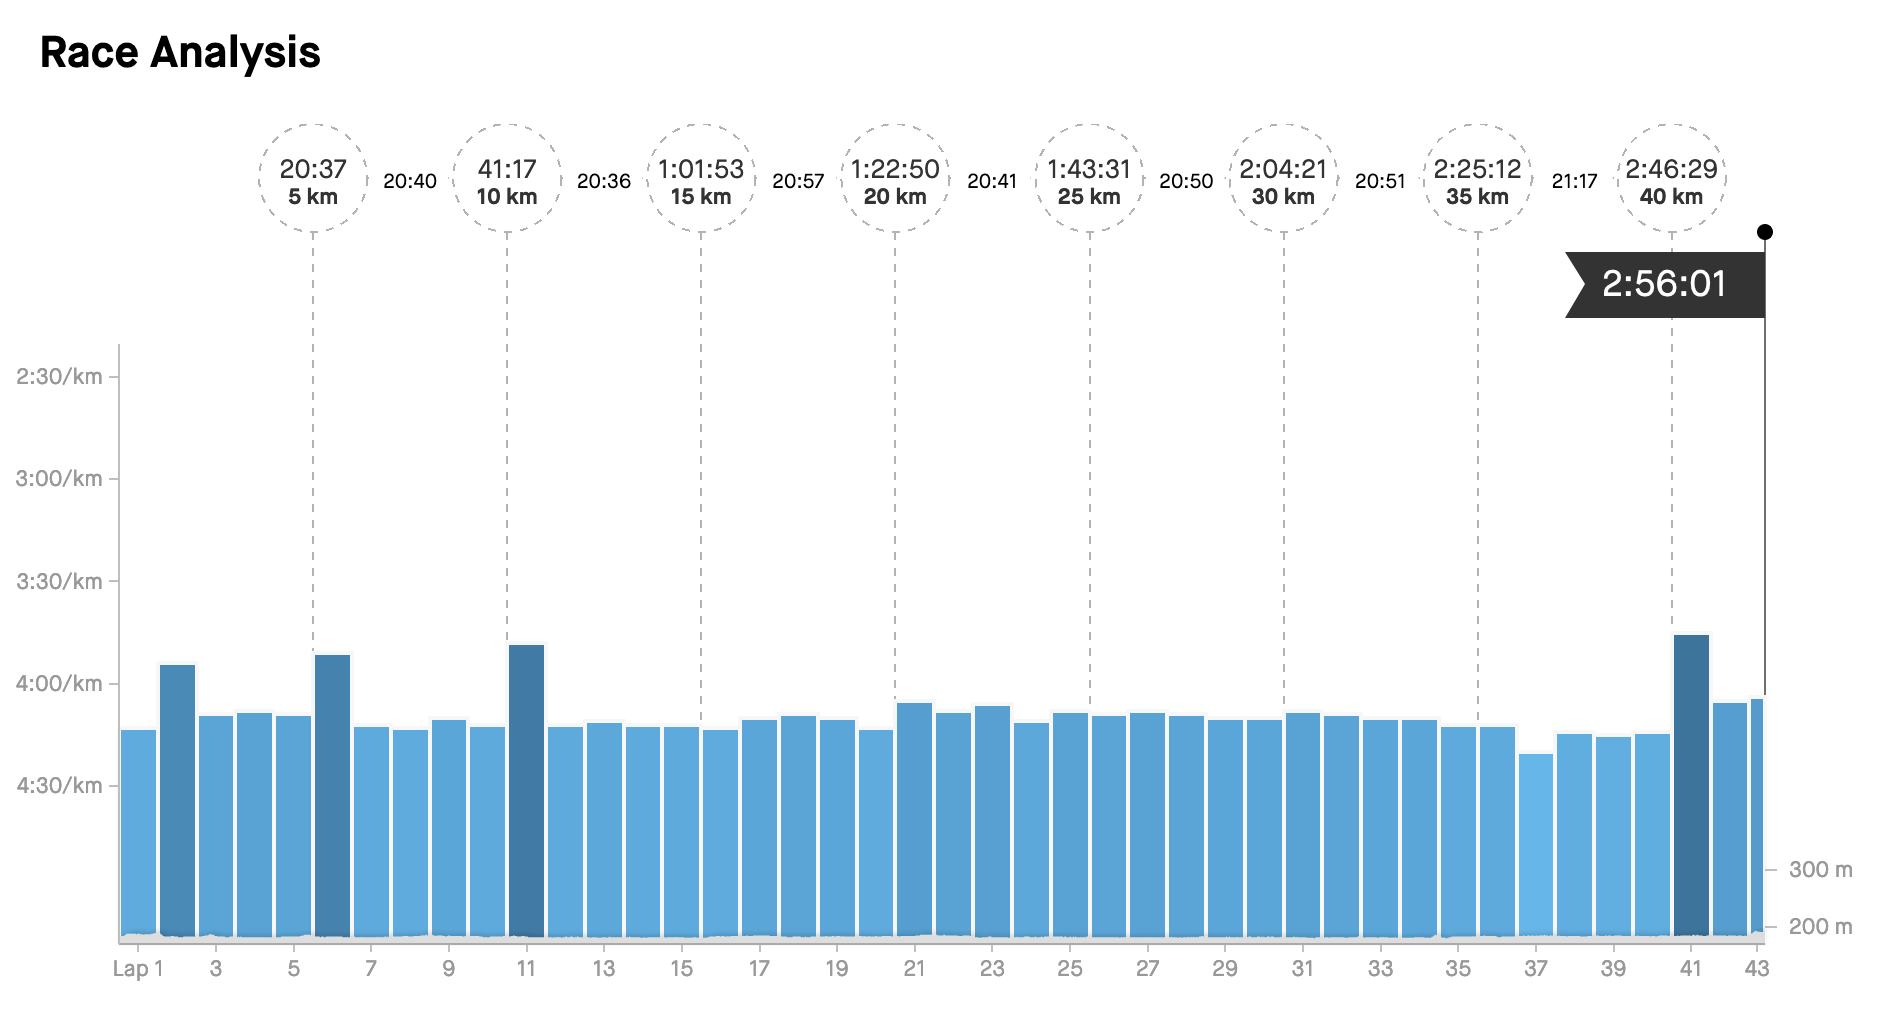 Race Analysis
20:37
5 km
20:40
41:17
10 km
20:36
1:01:53
15 km
20:57
1:22:50
20 km
20:41
1:43:31
25 km
20:50
2:04:21
30 km
20:51
2:25:12
35 km
21:17
2:46:29
40 km
2:56:01
2:30/km
3:00/km
3:30/km
4:00/km
4:30/km
300 m
200 m
Lap 1 3 5 7 9 11 13 15 17 19 21 23 25 27 29 31 33 35 37 39 41 43